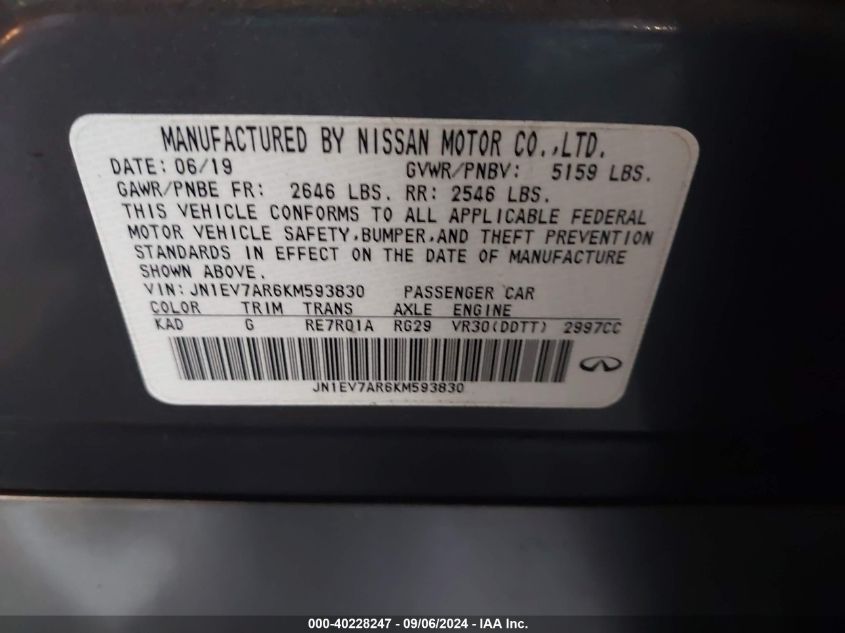 MANUFACTURED BY NISSAN MOTOR CO.,LTD.
DATE: 06/19 GVWR/PNBV: 5159 LBS.
GAWR/PNBE FR: 2646 LBS. RR: 2546 LBS.
THIS VEHICLE CONFORMS TO ALL APPLICABLE FEDERAL
MOTOR VEHICLE SAFETY,BUMPER,AND THEFT PREVENTION
STANDARDS IN EFFECT ON THE DATE OF MANUFACTURE
SHOWN ABOVE.
VIN: JN1EV7AR6KM593830 PASSENGER CAR
COLOR TRIM TRANS AXLE ENGINE
KAD G RE7R01A RG29 VR30(DDTT) 2997CC
JN1EV7AR6KM593830
000-40228247 - 09/06/2024 - IAA Inc.